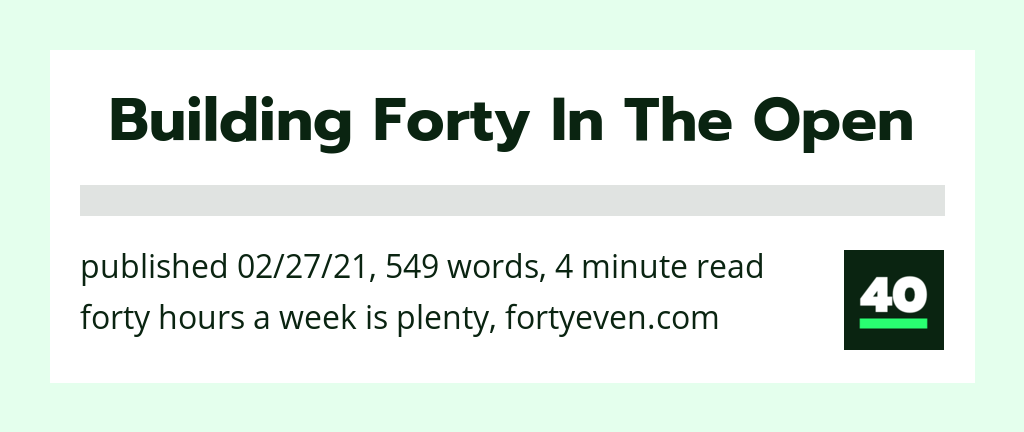 Building Forty In The Open
published 02/27/21, 549 words, 4 minute read
forty hours a week is plenty, fortyeven.com
40